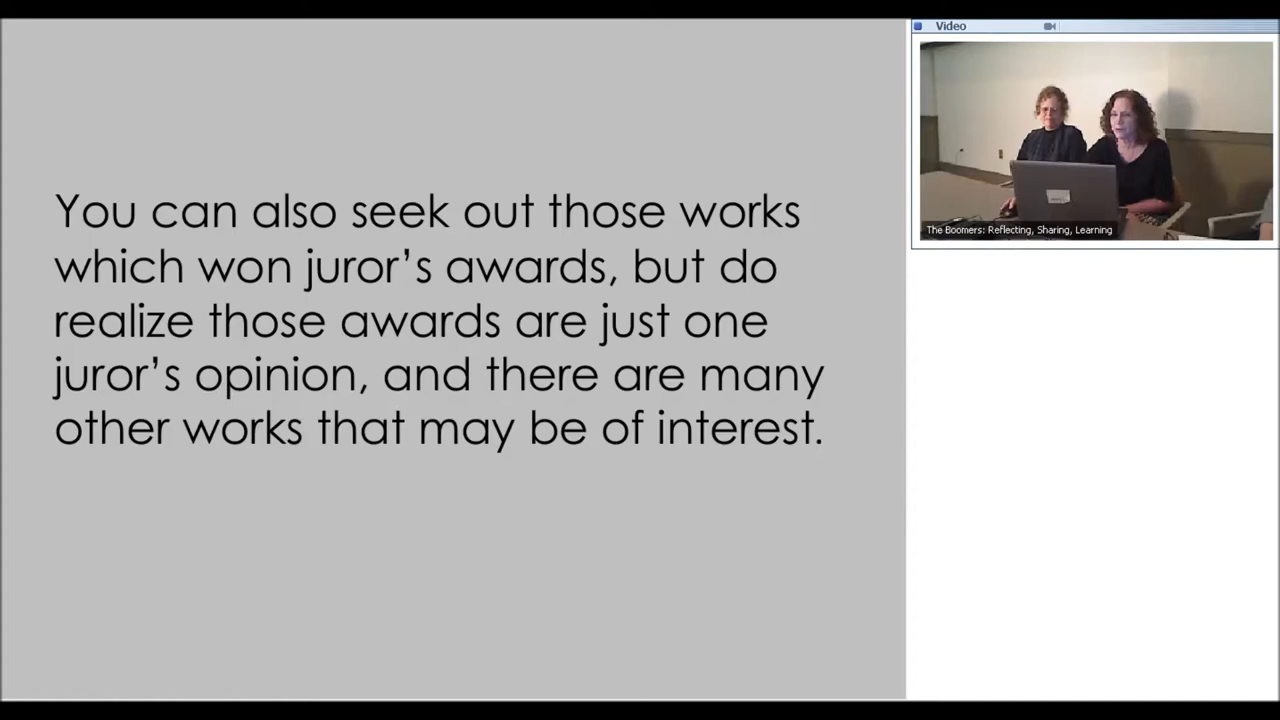 You can also seek out those works
which won juror's awards, but do
realize those awards are just one
juror's opinion, and there are many
other works that may be of interest.
Video
The Boomers: Reflecting, Sharing, Learning